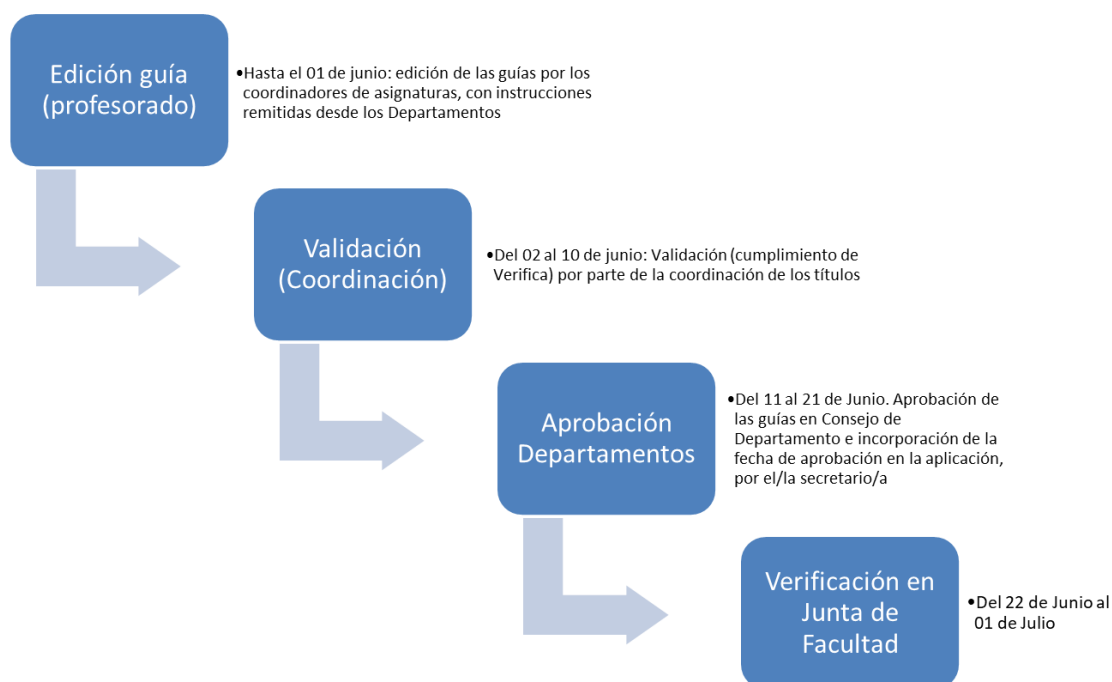 Edición guía
(profesorado)
•Hasta el 01 de junio: edición de las guías por los
coordinadores de asignaturas, con instrucciones
remitidas desde los Departamentos
Validación
(Coordinación)
•Del 02 al 10 de junio: Validación (cumplimiento de
Verifica) por parte de la coordinación de los títulos
Aprobación
Departamentos
•Del 11 al 21 de Junio. Aprobación de
las guías en Consejo de
Departamento e incorporación de la
fecha de aprobación en la aplicación,
por el/la secretario/a
Verificación en
Junta de
Facultad
•Del 22 de Junio al
01 de Julio